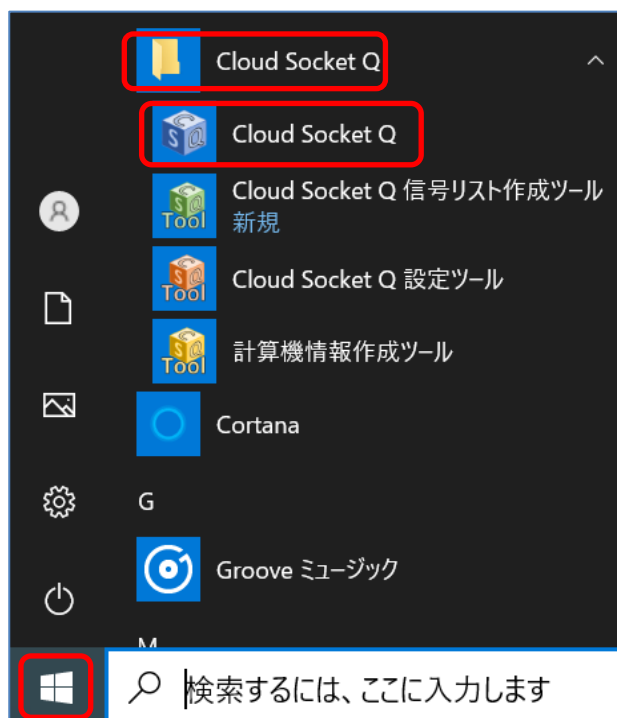 Cloud Socket Q
Cloud Socket Q
Cloud Socket Q 信号リスト作成ツール
新規
Tool
Cloud Socket Q 設定ツール
Tool
計算機情報作成ツール
Tool
Cortana
G
Groove ミュージック
M
検索するには、ここに入力します